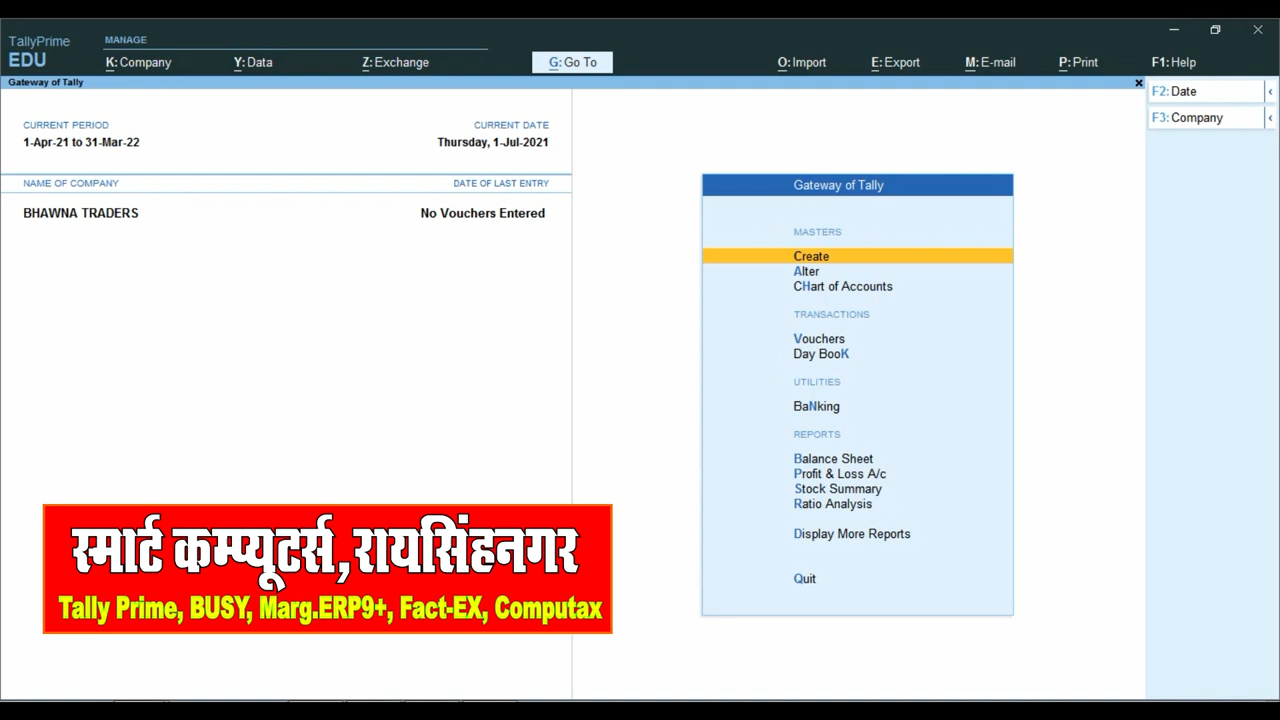 TallyPrime
EDU
MANAGE
K: Company
Y: Data
Z: Exchange
G: Go To
O: Import
E: Export
M: E-mail
P: Print
F1: Help
Gateway of Tally
F2: Date
F3: Company
CURRENT PERIOD
CURRENT DATE
1-Apr-21 to 31-Mar-22
Thursday, 1-Jul-2021
NAME OF COMPANY
DATE OF LAST ENTRY
BHAWNA TRADERS
No Vouchers Entered
Gateway of Tally
MASTERS
Create
Alter
CHart of Accounts
TRANSACTIONS
Vouchers
Day BooK
UTILITIES
BaNking
REPORTS
Balance Sheet
Profit & Loss A/c
Stock Summary
Ratio Analysis
Display More Reports
Quit
स्मार्ट कम्प्यूटर्स,रायसिंहनगर
Tally Prime, BUSY, Marg.ERP9+, Fact-EX, Computax